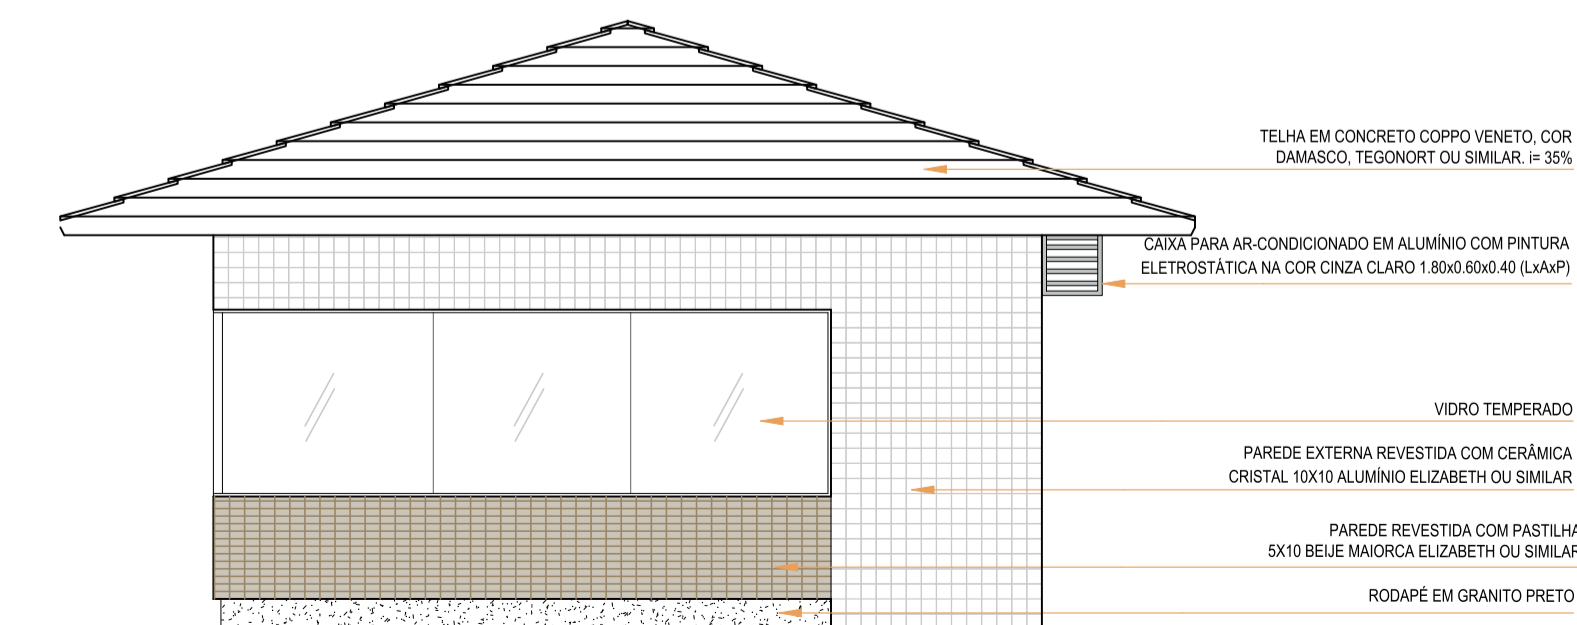 TELHA EM CONCRETO COPPO VENETO, COR
DAMASCO, TEGONORT OU SIMILAR. i= 35%
CAIXA PARA AR-CONDICIONADO EM ALUMÍNIO COM PINTURA
ELETROSTÁTICA NA COR CINZA CLARO 1.80x0.60x0.40 (LxAxP)
VIDRO TEMPERADO
PAREDE EXTERNA REVESTIDA COM CERÂMICA
CRISTAL 10X10 ALUMÍNIO ELIZABETH OU SIMILAR
PAREDE REVESTIDA COM PASTILHA
5X10 BEIJE MAIORCA ELIZABETH OU SIMILAR
RODAPÉ EM GRANITO PRETO